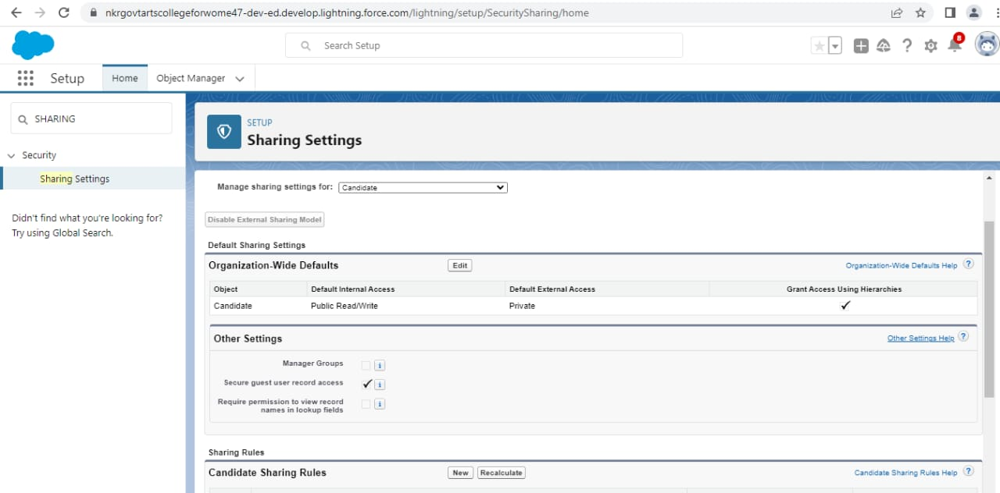 nkrgovtartscollegeforwome47-dev-ed.develop.lightning.force.com/lightning/setup/SecuritySharing/home
Search Setup
8
Setup
Home
Object Manager
SHARING
Security
Sharing Settings
Didn't find what you're looking for?
Try using Global Search.
SETUP
Sharing Settings
Manage sharing settings for: Candidate
Disable External Sharing Model
Default Sharing Settings
Organization-Wide Defaults Edit Organization-Wide Defaults Help ?
Object Default Internal Access Default External Access Grant Access Using Hierarchies
Candidate Public Read/Write Private
Other Settings Other Settings Help ?
Manager Groups i
Secure guest user record access i
Require permission to view record
names in lookup fields i
Sharing Rules
Candidate Sharing Rules New Recalculate Candidate Sharing Rules Help ?